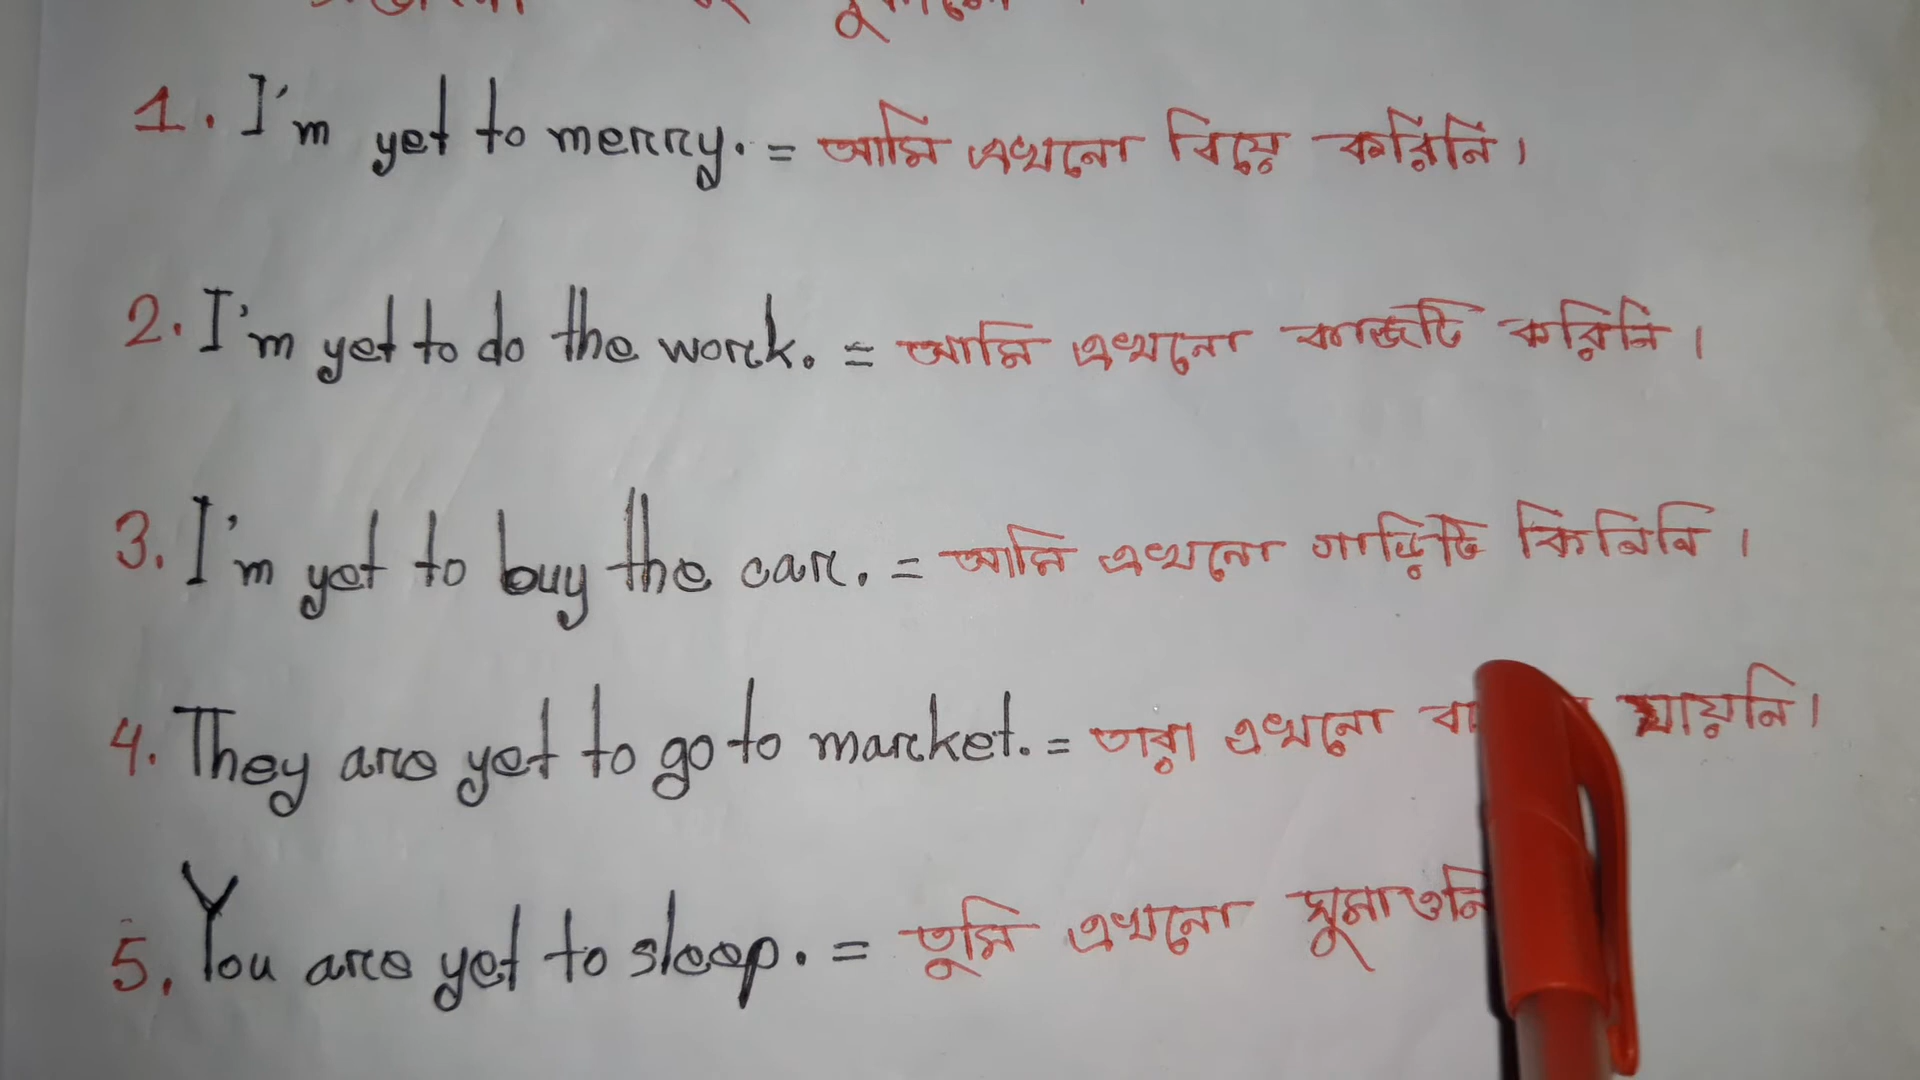 1. I'm yet to merry. = আমি এখনো বিয়ে করিনি।
2. I'm yet to do the work. = আমি এখনো কাজটি করিনি।
3. I'm yet to buy the car. = আমি এখনো গাড়িটি কিনিনি।
4. They are yet to go to market. = তারা এখনো যায়নি।
5. You are yet to sleep. = তুমি এখনো ঘুমাওনি